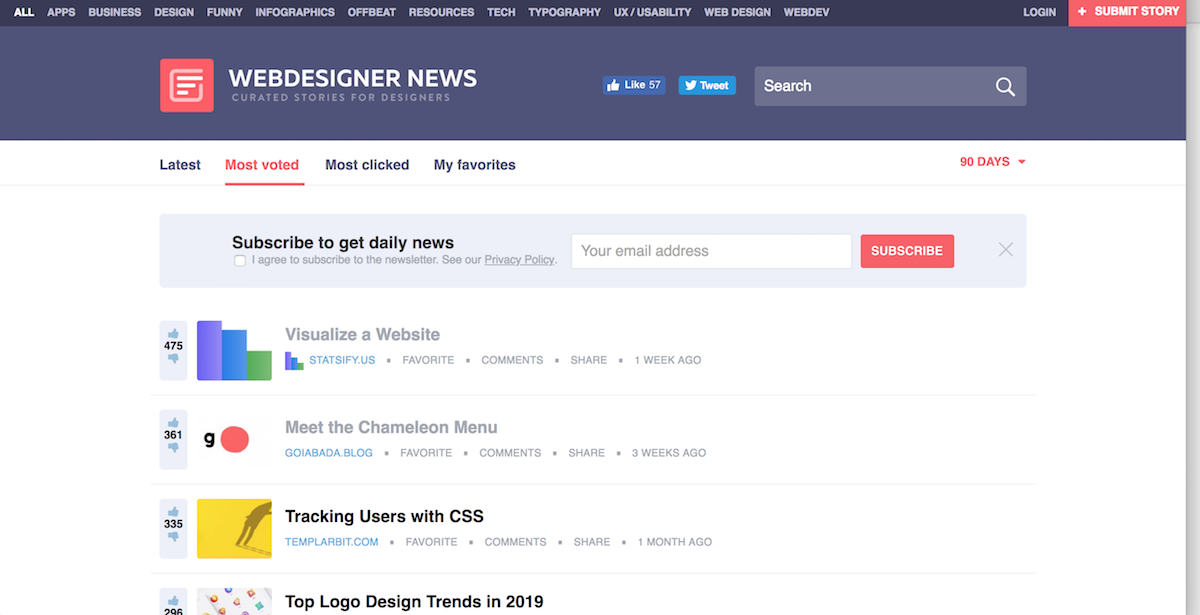 ALL APPS BUSINESS DESIGN FUNNY INFOGRAPHICS OFFBEAT RESOURCES TECH TYPOGRAPHY UX / USABILITY WEB DESIGN WEBDEV LOGIN + SUBMIT STORY
WEBDESIGNER NEWS
CURATED STORIES FOR DESIGNERS
Like 57 Tweet Search
Latest Most voted Most clicked My favorites 90 DAYS
Subscribe to get daily news
I agree to subscribe to the newsletter. See our Privacy Policy.
Your email address SUBSCRIBE
475
Visualize a Website
STATSIFY.US ▪ FAVORITE ▪ COMMENTS ▪ SHARE ▪ 1 WEEK AGO
361
g
Meet the Chameleon Menu
GOIABADA.BLOG ▪ FAVORITE ▪ COMMENTS ▪ SHARE ▪ 3 WEEKS AGO
335
Tracking Users with CSS
TEMPLARBIT.COM ▪ FAVORITE ▪ COMMENTS ▪ SHARE ▪ 1 MONTH AGO
296
Top Logo Design Trends in 2019